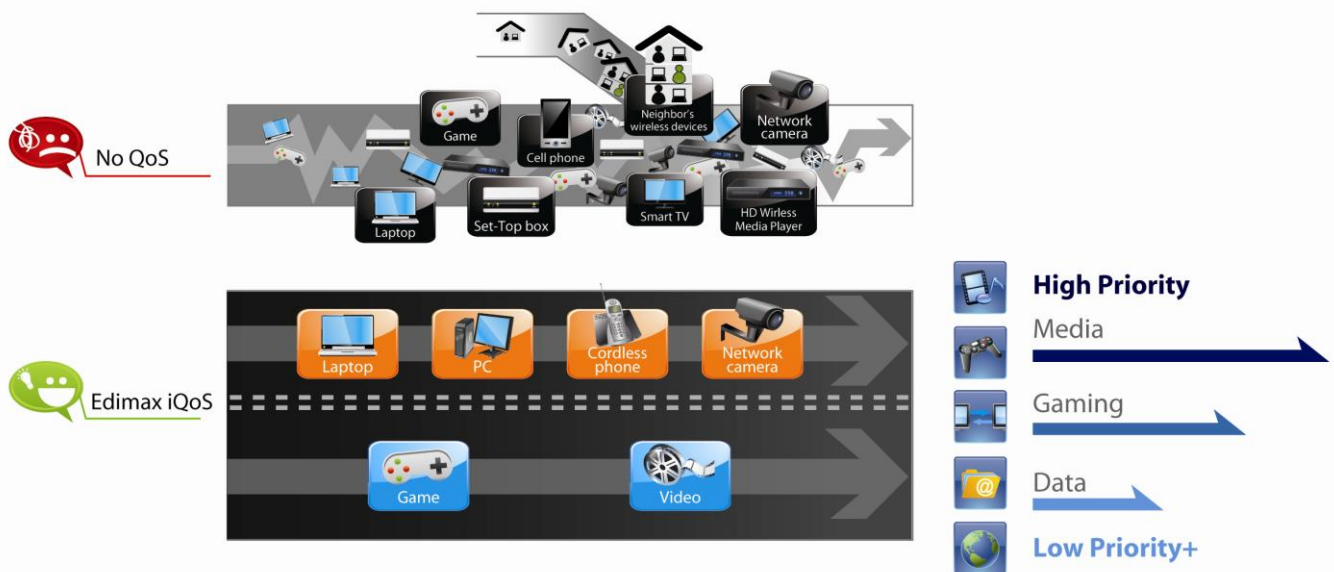 No QoS
Game
Cell phone
Neighbor's
wireless devices
Network
camera
Laptop
Set-Top box
Smart TV
HD Wirless
Media Player
Edimax iQoS
Laptop
PC
Cordless
phone
Network
camera
Game
Video
High Priority
Media
Gaming
Data
@
Low Priority+